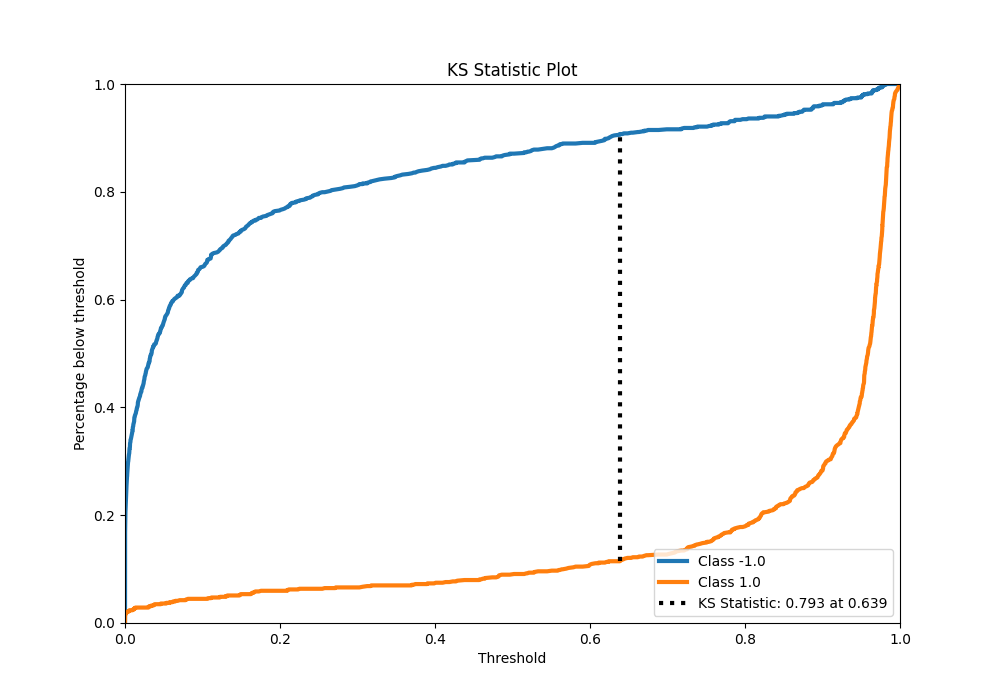 KS Statistic Plot
1.0
0.8
0.6
0.4
0.2
0.0
Percentage below threshold
0.0 0.2 0.4 0.6 0.8 1.0
Threshold
Class -1.0
Class 1.0
KS Statistic: 0.793 at 0.639